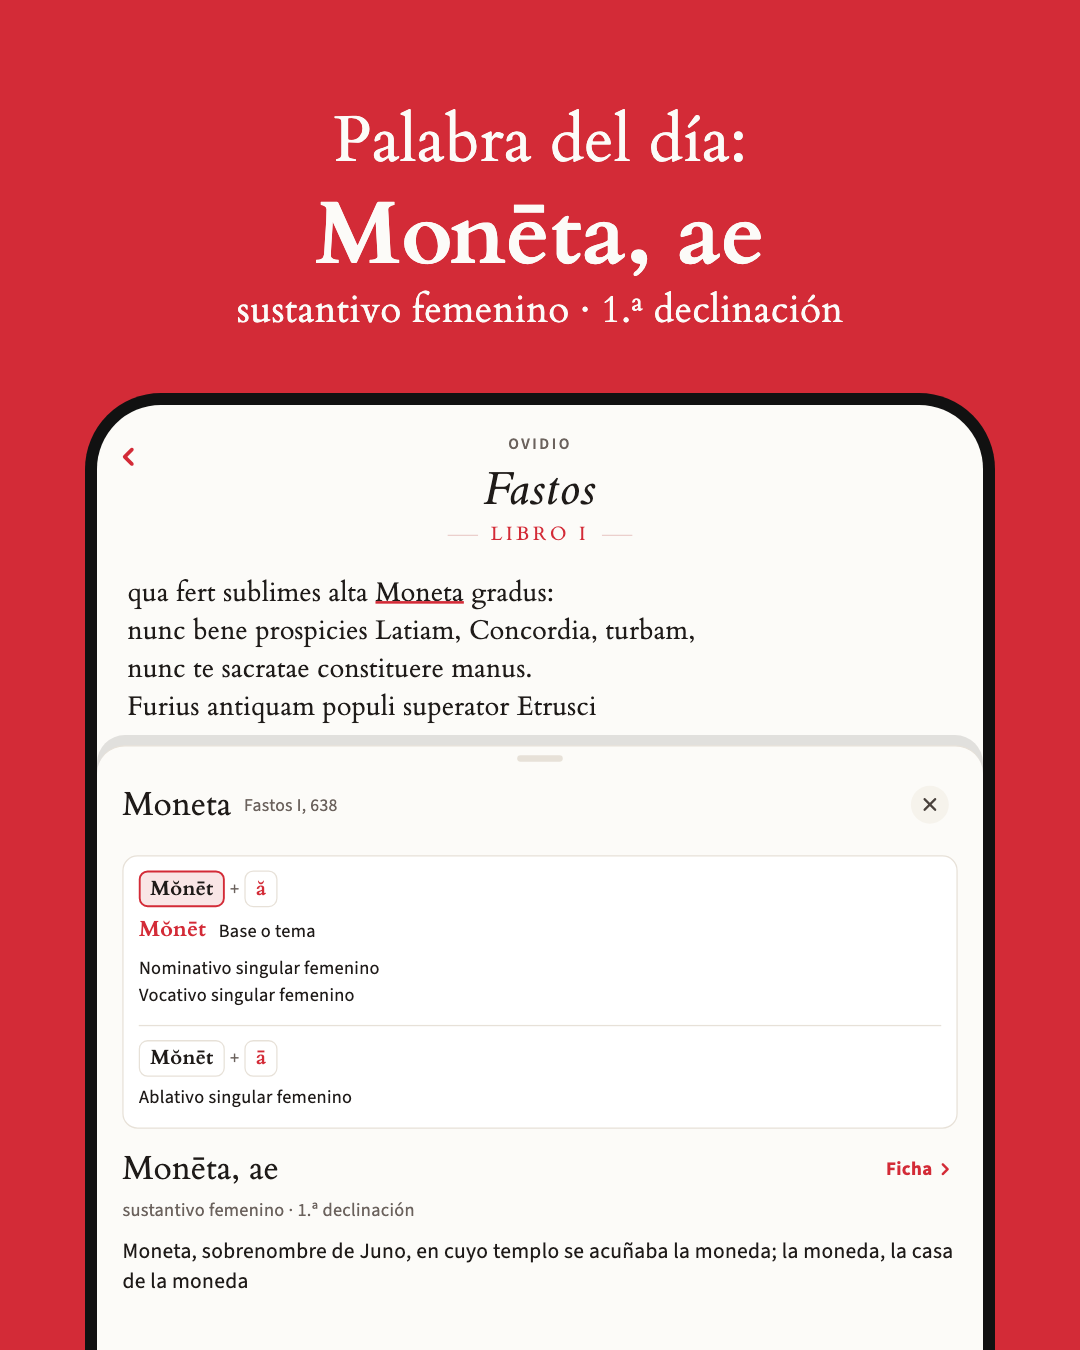 Palabra del día:
Monēta, ae
sustantivo femenino · 1.ª declinación
OVIDIO
Fastos
LIBRO I
qua fert sublimes alta Moneta gradus:
nunc bene prospicies Latiam, Concordia, turbam,
nunc te sacratae constituere manus.
Furius antiquam populi superator Etrusci
Moneta Fastos I, 638
Mŏnēt + ă
Mŏnēt Base o tema
Nominativo singular femenino
Vocativo singular femenino
Mŏnēt + ā
Ablativo singular femenino
Monēta, ae Ficha
sustantivo femenino · 1.ª declinación
Moneta, sobrenombre de Juno, en cuyo templo se acuñaba la moneda; la moneda, la casa
de la moneda